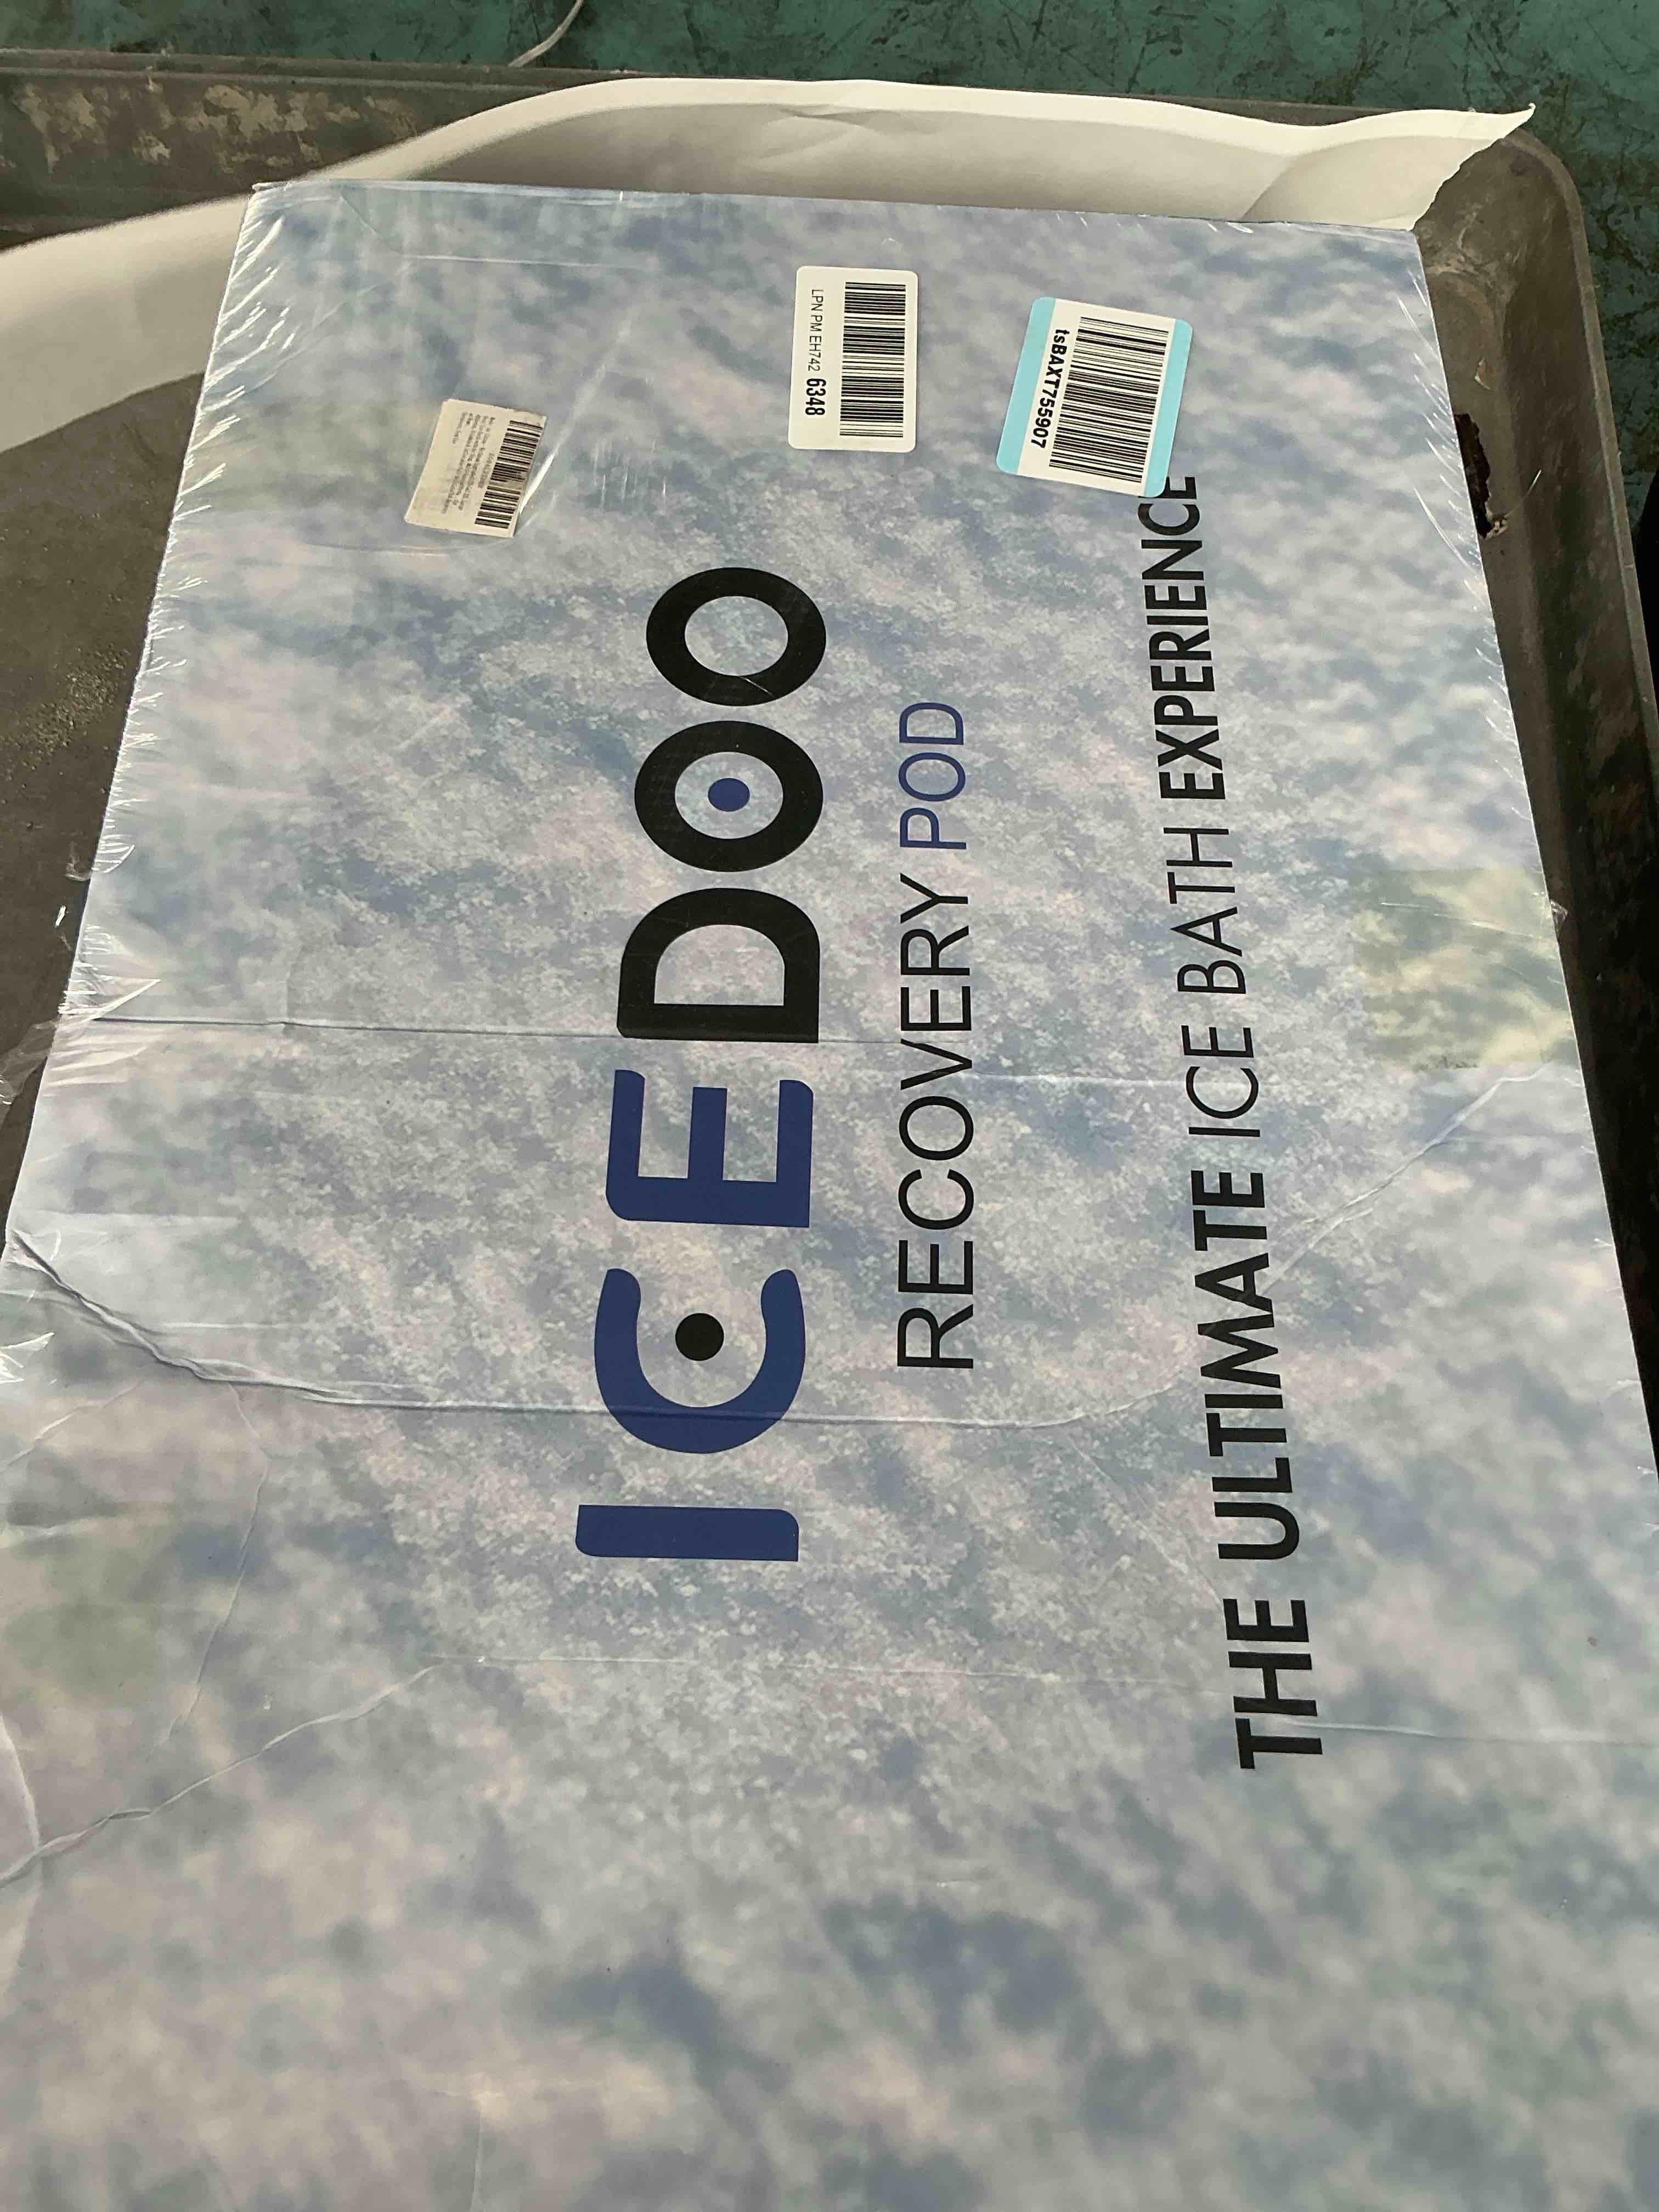 LPN PM EH742 6348
tsBAXT755907
ICEDOO
RECOVERY POD
THE ULTIMATE ICE BATH EXPERIENCE